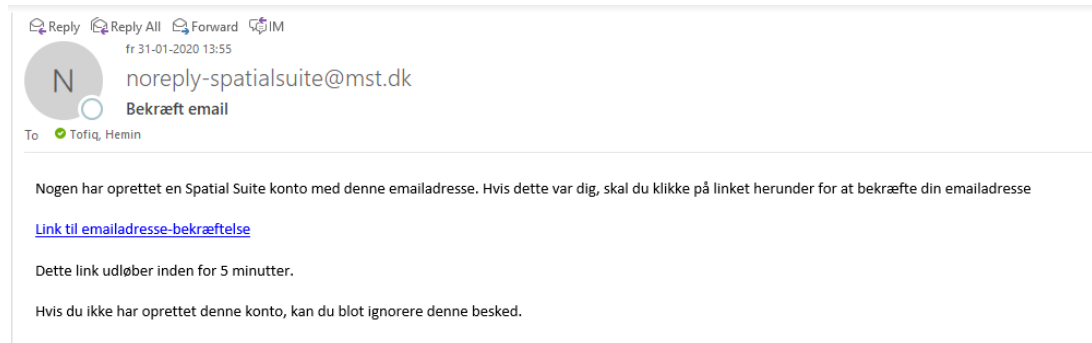 Reply Reply All Forward IM
fr 31-01-2020 13:55
N
noreply-spatialsuite@mst.dk
Bekræft email
To Tofiq, Hemin
Nogen har oprettet en Spatial Suite konto med denne emailadresse. Hvis dette var dig, skal du klikke på linket herunder for at bekræfte din emailadresse
Link til emailadresse-bekræftelse
Dette link udløber inden for 5 minutter.
Hvis du ikke har oprettet denne konto, kan du blot ignorere denne besked.